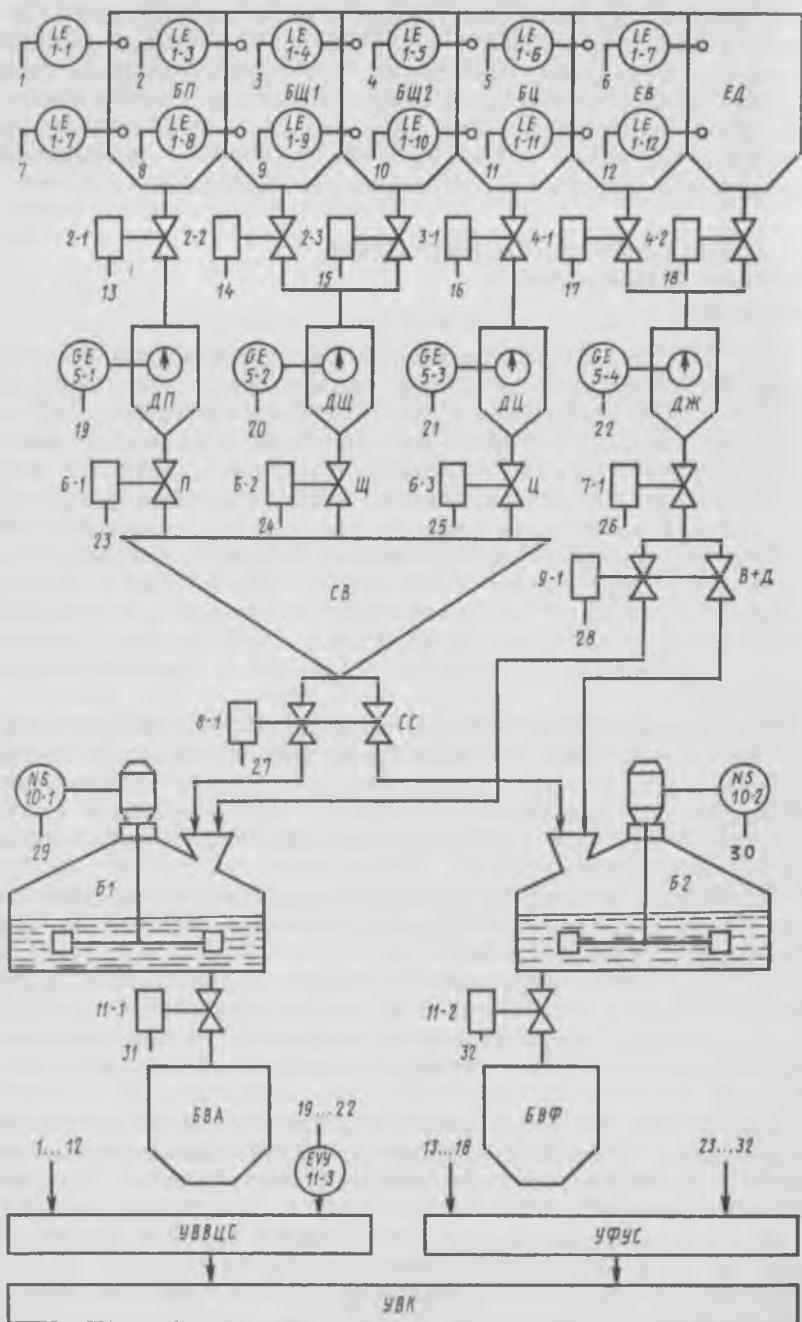 LE 1-1
LE 1-3
LE 1-4
LE 1-5
LE 1-6
LE 1-7
1
2
3
4
5
6
БП
БЩ1
БЩ2
БЦ
ЕВ
ЕД
LE 1-7
LE 1-8
LE 1-9
LE 1-10
LE 1-11
LE 1-12
7
8
9
10
11
12
2-1
2-2
2-3
3-1
4-1
4-2
13
14
15
16
17
18
GE 5-1
GE 5-2
GE 5-3
GE 5-4
ДП
ДЩ
ДЦ
ДЖ
19
20
21
22
6-1
П
6-2
Щ
6-3
Ц
7-1
23
24
25
26
9-1
В+Д
28
СВ
8-1
СС
27
NS 10-1
NS 10-2
29
30
Б1
Б2
11-1
11-2
31
32
БВА
БВФ
1...12
19...22
13...18
23...32
EVY 11-3
УВВЦС
УФУС
УВК